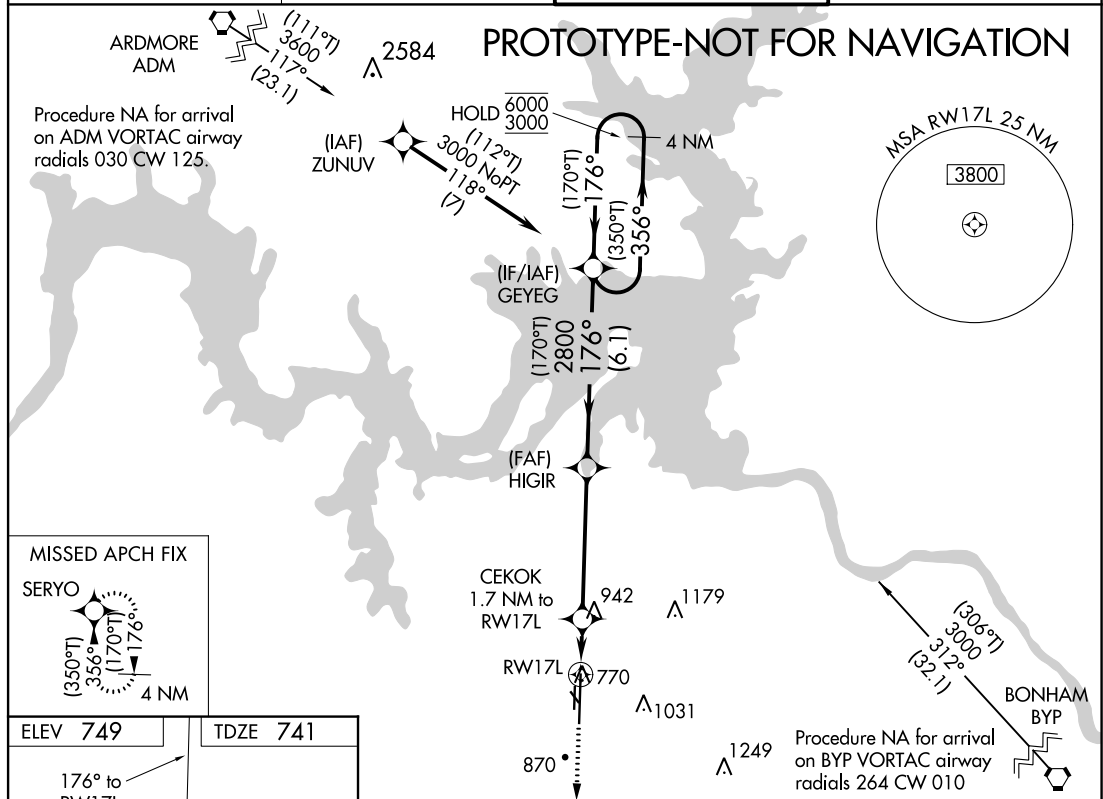 PROTOTYPE-NOT FOR NAVIGATION
ARDMORE
ADM
(111°T)
3600
117°
(23.1)
2584
Procedure NA for arrival
on ADM VORTAC airway
radials 030 CW 125.
(IAF)
ZUNUV
(112°T)
3000 NoPT
118°
(7)
HOLD
6000
3000
4 NM
(170°T)
176°
(350°T)
356°
MSA RW17L 25 NM
3800
(IF/IAF)
GEYEG
(170°T)
2800
176°
(6.1)
(FAF)
HIGIR
MISSED APCH FIX
SERYO
(350°T)
356°
(170°T)
176°
4 NM
CEKOK
1.7 NM to
RW17L
942
1179
RW17L
770
1031
870
1249
(306°T)
3000
312°
(32.1)
BONHAM
BYP
Procedure NA for arrival
on BYP VORTAC airway
radials 264 CW 010
ELEV 749
TDZE 741
176° to
RW17L